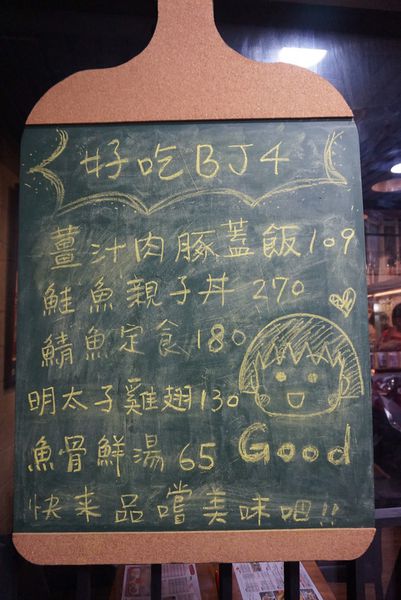 好吃BJ4
薑汁肉豚蓋飯109
鮭魚親子丼270
鯖魚定食180
明太子雞翅130
魚骨鮮湯65
Good
快来品嚐美味吧!!